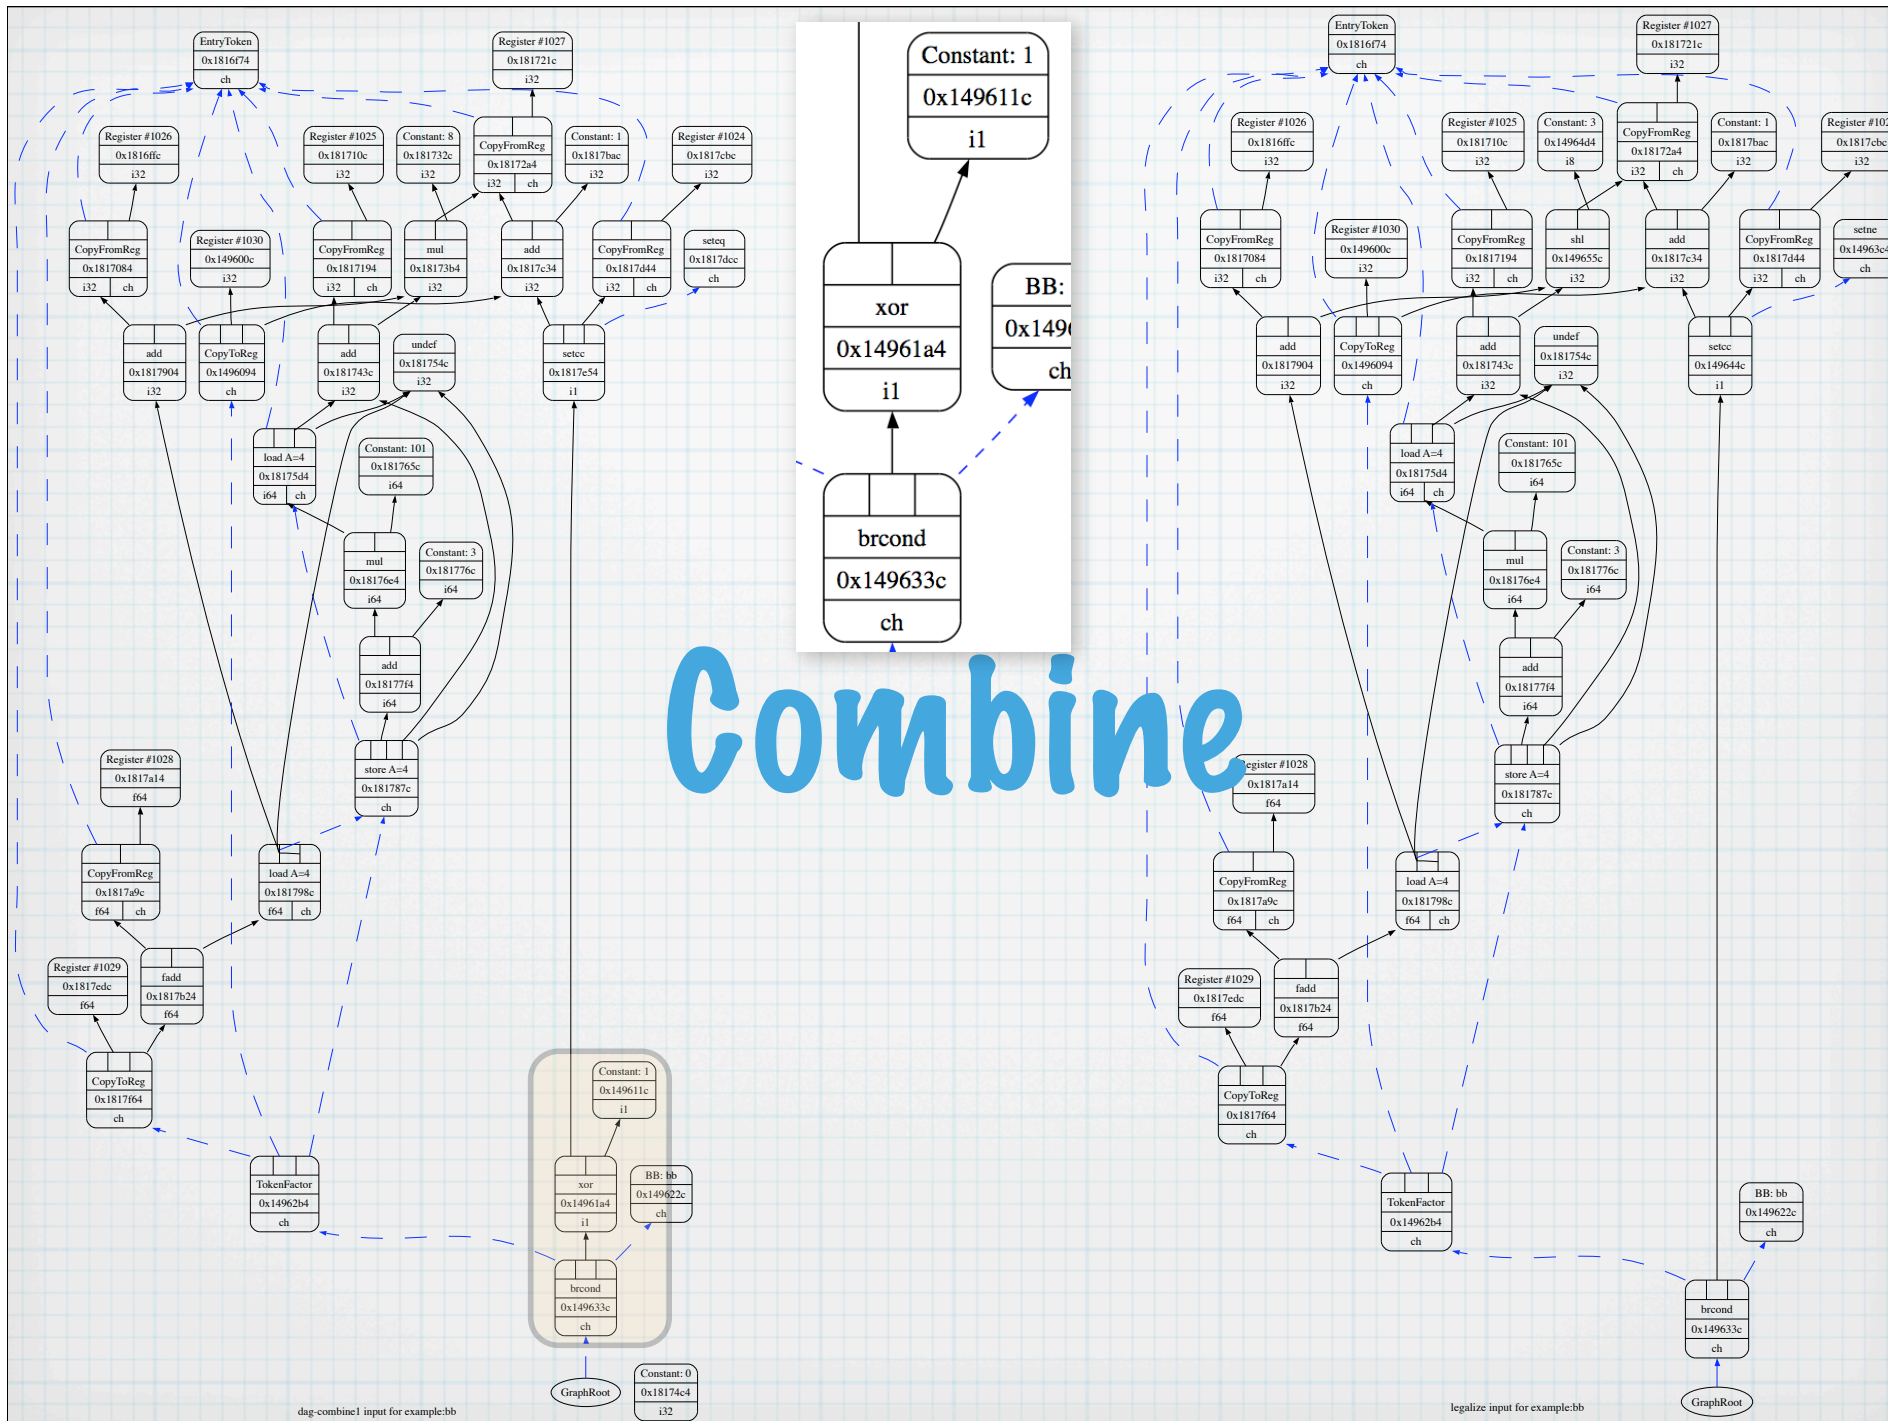 EntryToken
0x1816f74
ch
Register #1027
0x181721c
i32
Register #1026
0x1816ffc
i32
Register #1025
0x181710c
i32
Constant: 8
0x181732c
i32
CopyFromReg
0x18172a4
i32 ch
Constant: 1
0x1817bac
i32
Register #1024
0x1817cbc
i32
CopyFromReg
0x1817084
i32 ch
Register #1030
0x149600c
i32
CopyFromReg
0x1817194
i32 ch
mul
0x18173b4
i32
add
0x1817c34
i32
CopyFromReg
0x1817d44
i32 ch
seteq
0x1817dcc
ch
add
0x1817904
i32
CopyToReg
0x1496094
ch
add
0x181743c
i32
undef
0x181754c
i32
setcc
0x1817e54
i1
load A=4
0x18175d4
i64 ch
Constant: 101
0x181765c
i64
mul
0x18176e4
i64
Constant: 3
0x181776c
i64
add
0x18177f4
i64
store A=4
0x181787c
ch
Register #1028
0x1817a14
f64
CopyFromReg
0x1817a9c
f64 ch
load A=4
0x181798c
f64 ch
Register #1029
0x1817edc
f64
fadd
0x1817b24
f64
CopyToReg
0x1817f64
ch
TokenFactor
0x14962b4
ch
Constant: 1
0x149611c
i1
xor
0x14961a4
i1
BB: bb
0x149622c
ch
brcond
0x149633c
ch
GraphRoot
Constant: 0
0x18174c4
i32
dag-combine1 input for example:bb
Constant: 1
0x149611c
i1
xor
0x14961a4
i1
BB:
0x149
ch
brcond
0x149633c
ch
Combine
EntryToken
0x1816f74
ch
Register #1027
0x181721c
i32
Register #1026
0x1816ffc
i32
Register #1025
0x181710c
i32
Constant: 3
0x14964d4
i8
CopyFromReg
0x18172a4
i32 ch
Constant: 1
0x1817bac
i32
Register #102
0x1817cbc
i32
CopyFromReg
0x1817084
i32 ch
Register #1030
0x149600c
i32
CopyFromReg
0x1817194
i32 ch
shl
0x149655c
i32
add
0x1817c34
i32
CopyFromReg
0x1817d44
i32 ch
setne
0x14963c4
ch
add
0x1817904
i32
CopyToReg
0x1496094
ch
add
0x181743c
i32
undef
0x181754c
i32
setcc
0x149644c
i1
load A=4
0x18175d4
i64 ch
Constant: 101
0x181765c
i64
mul
0x18176e4
i64
Constant: 3
0x181776c
i64
add
0x18177f4
i64
store A=4
0x181787c
ch
Register #1028
0x1817a14
f64
CopyFromReg
0x1817a9c
f64 ch
load A=4
0x181798c
f64 ch
Register #1029
0x1817edc
f64
fadd
0x1817b24
f64
CopyToReg
0x1817f64
ch
TokenFactor
0x14962b4
ch
BB: bb
0x149622c
ch
brcond
0x149633c
ch
GraphRoot
legalize input for example:bb